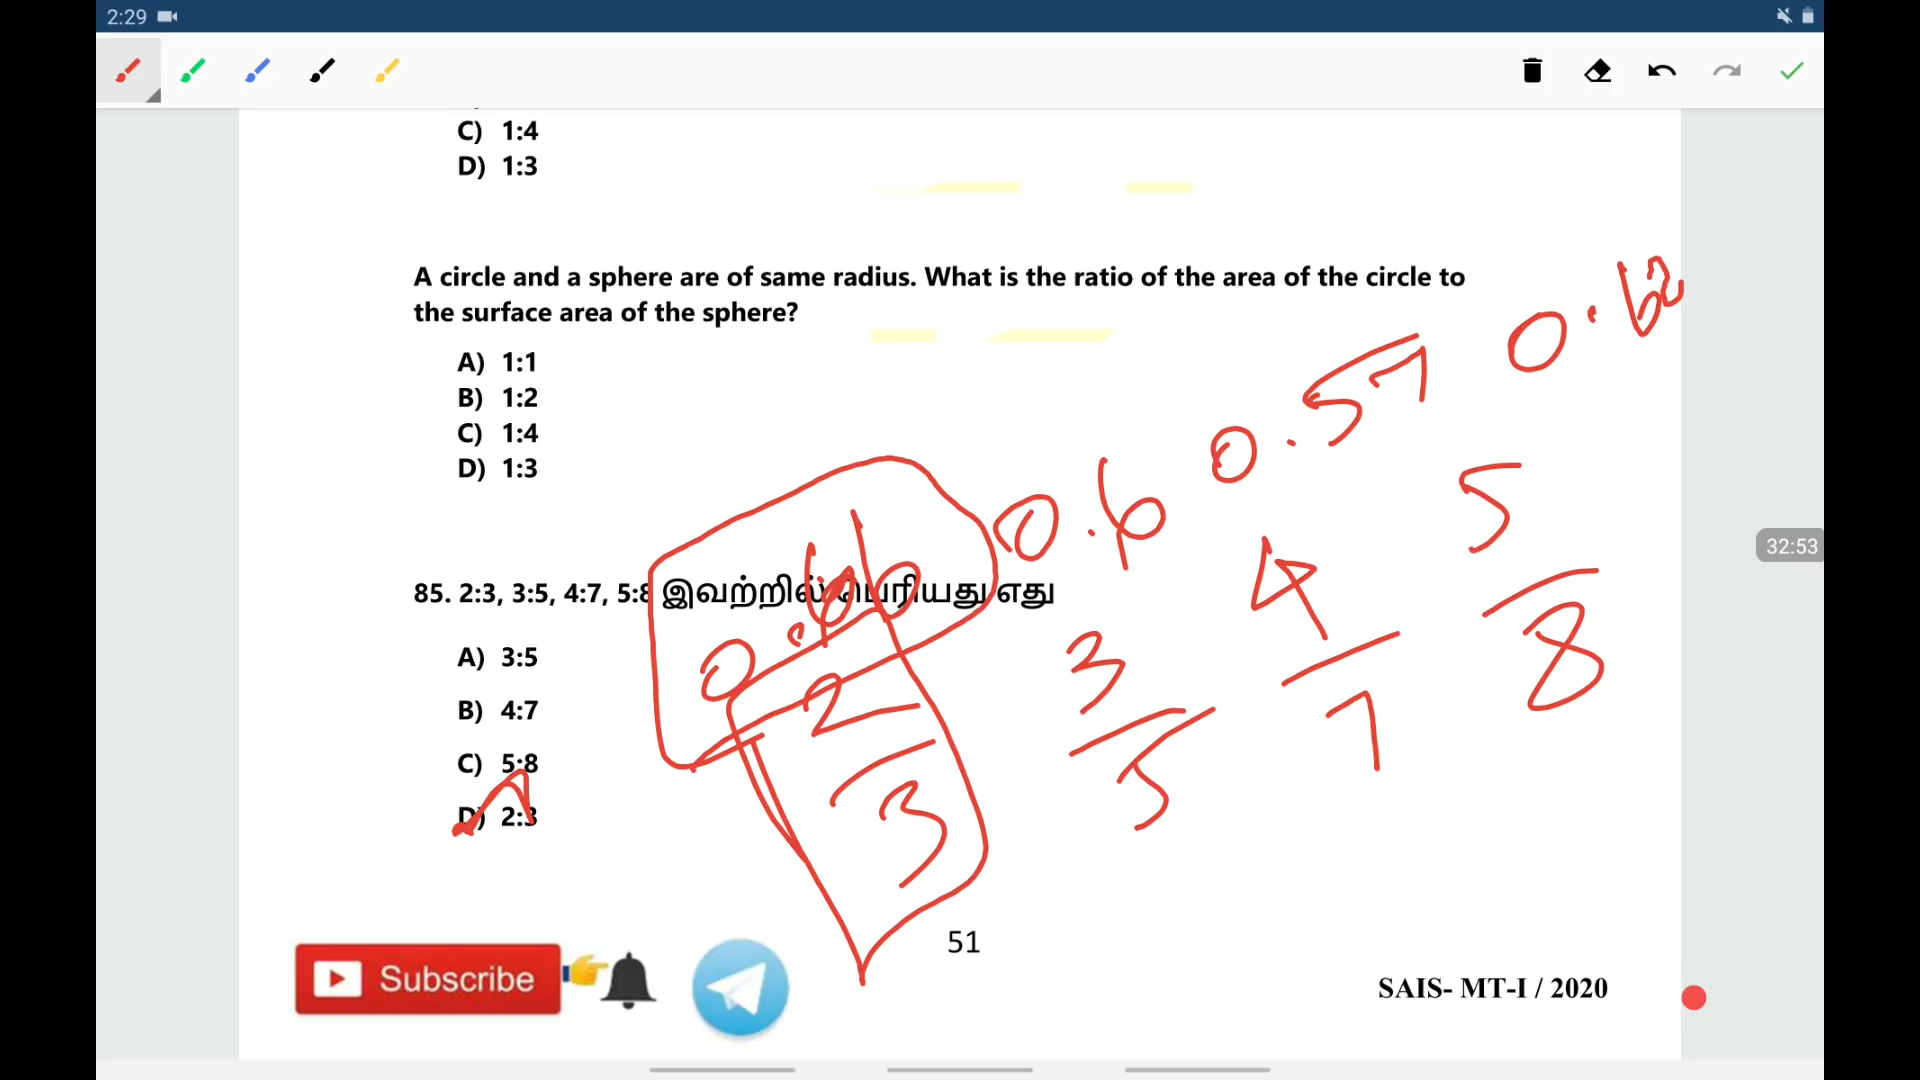 2:29
C) 1:4
D) 1:3
A circle and a sphere are of same radius. What is the ratio of the area of the circle to
the surface area of the sphere?
A) 1:1
B) 1:2
C) 1:4
D) 1:3
0.57
0.6
0.66
85. 2:3, 3:5, 4:7, 5:8 இவற்றில் பெரியது எது
2/3
3/5
4/7
5/8
A) 3:5
B) 4:7
C) 5:8
D) 2:3
32:53
51
Subscribe
SAIS- MT-I / 2020